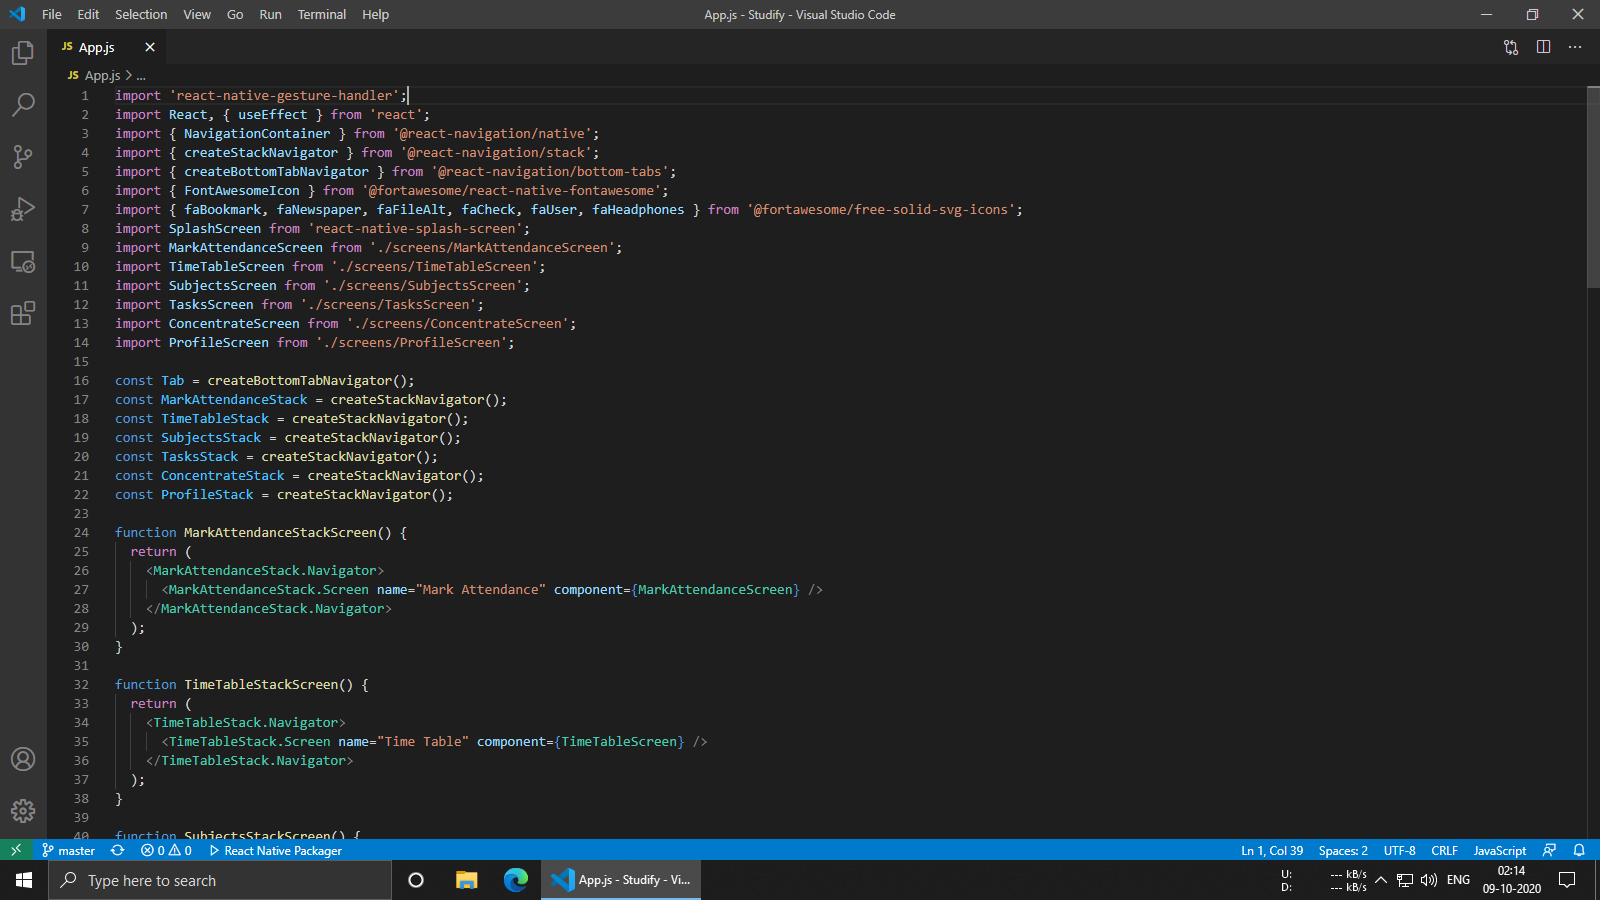 File Edit Selection View Go Run Terminal Help App.js - Studify - Visual Studio Code
JS App.js
JS App.js > ...
1 import 'react-native-gesture-handler';
2 import React, { useEffect } from 'react';
3 import { NavigationContainer } from '@react-navigation/native';
4 import { createStackNavigator } from '@react-navigation/stack';
5 import { createBottomTabNavigator } from '@react-navigation/bottom-tabs';
6 import { FontAwesomeIcon } from '@fortawesome/react-native-fontawesome';
7 import { faBookmark, faNewspaper, faFileAlt, faCheck, faUser, faHeadphones } from '@fortawesome/free-solid-svg-icons';
8 import SplashScreen from 'react-native-splash-screen';
9 import MarkAttendanceScreen from './screens/MarkAttendanceScreen';
10 import TimeTableScreen from './screens/TimeTableScreen';
11 import SubjectsScreen from './screens/SubjectsScreen';
12 import TasksScreen from './screens/TasksScreen';
13 import ConcentrateScreen from './screens/ConcentrateScreen';
14 import ProfileScreen from './screens/ProfileScreen';
15
16 const Tab = createBottomTabNavigator();
17 const MarkAttendanceStack = createStackNavigator();
18 const TimeTableStack = createStackNavigator();
19 const SubjectsStack = createStackNavigator();
20 const TasksStack = createStackNavigator();
21 const ConcentrateStack = createStackNavigator();
22 const ProfileStack = createStackNavigator();
23
24 function MarkAttendanceStackScreen() {
25 return (
26 <MarkAttendanceStack.Navigator>
27 <MarkAttendanceStack.Screen name="Mark Attendance" component={MarkAttendanceScreen} />
28 </MarkAttendanceStack.Navigator>
29 );
30 }
31
32 function TimeTableStackScreen() {
33 return (
34 <TimeTableStack.Navigator>
35 <TimeTableStack.Screen name="Time Table" component={TimeTableScreen} />
36 </TimeTableStack.Navigator>
37 );
38 }
39
40 function SubjectsStackScreen() {
master 0 0 React Native Packager Ln 1, Col 39 Spaces: 2 UTF-8 CRLF JavaScript
Type here to search App.js - Studify - Vi... U: --- kB/s ENG 02:14
D: --- kB/s 09-10-2020